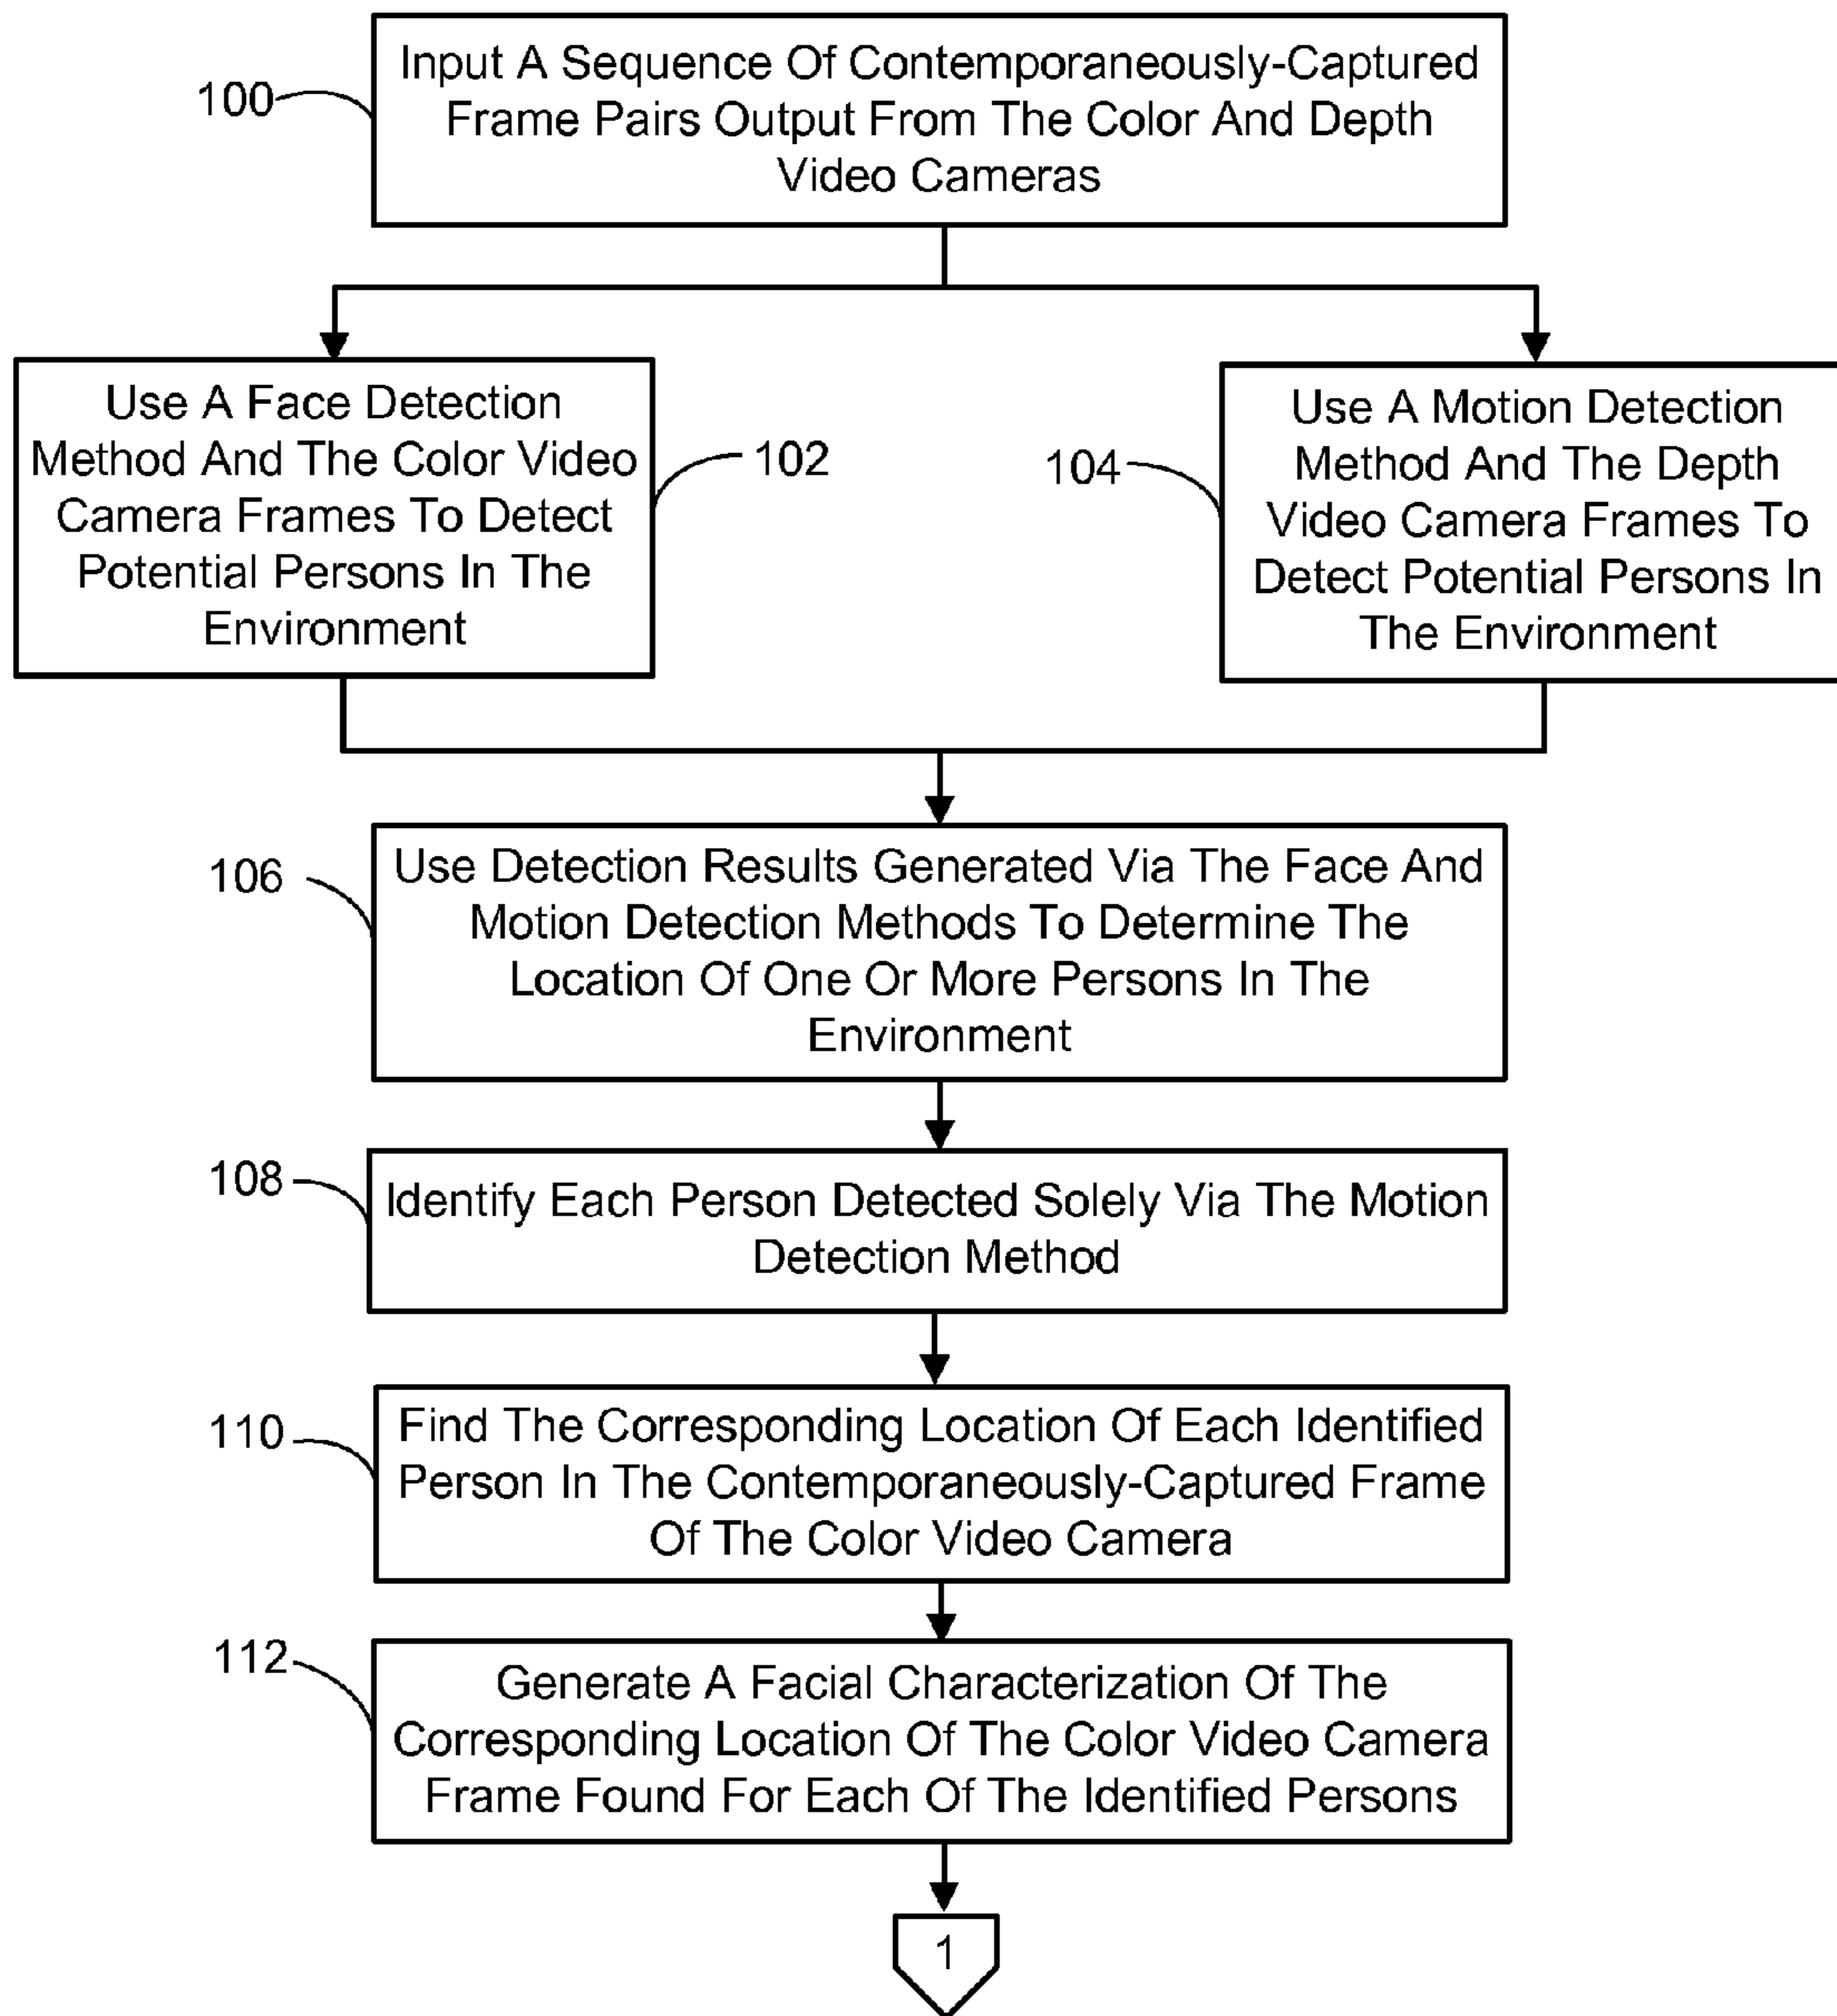 100
Input A Sequence Of Contemporaneously-Captured
Frame Pairs Output From The Color And Depth
Video Cameras
Use A Face Detection
Method And The Color Video
Camera Frames To Detect
Potential Persons In The
Environment
102
104
Use A Motion Detection
Method And The Depth
Video Camera Frames To
Detect Potential Persons In
The Environment
106
Use Detection Results Generated Via The Face And
Motion Detection Methods To Determine The
Location Of One Or More Persons In The
Environment
108
Identify Each Person Detected Solely Via The Motion
Detection Method
110
Find The Corresponding Location Of Each Identified
Person In The Contemporaneously-Captured Frame
Of The Color Video Camera
112
Generate A Facial Characterization Of The
Corresponding Location Of The Color Video Camera
Frame Found For Each Of The Identified Persons
1